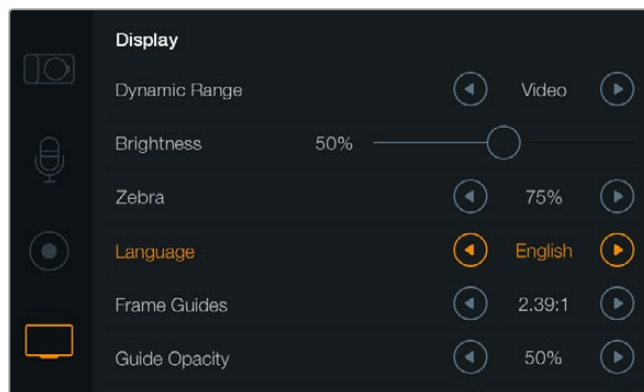 Display
Dynamic Range Video
Brightness 50%
Zebra 75%
Language English
Frame Guides 2.39:1
Guide Opacity 50%